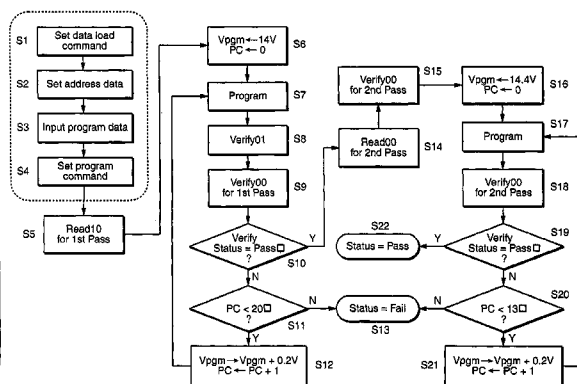 S1
Set data load
command
S2
Set address data
S3
Input program data
S4
Set program
command
S5
Read10
for 1st Pass
Vpgm←14V
PC ← 0
S6
Program
S7
Verify01
S8
Verify00
for 1st Pass
S9
Verify
Status = Pass□
?
Y
S10
N
PC < 20□
?
N
S11
Y
Vpgm→Vpgm + 0.2V
PC ← PC + 1
S12
Status = Fail
S13
Read00
for 2nd Pass
S14
Verify00
for 2nd Pass
S15
Vpgm←14.4V
PC ← 0
S16
Program
S17
Verify00
for 2nd Pass
S18
Verify
Status = Pass□
?
Y
S19
N
S22
Status = Pass
PC < 13□
?
N
S20
Y
S21
Vpgm→Vpgm + 0.2V
PC ← PC + 1